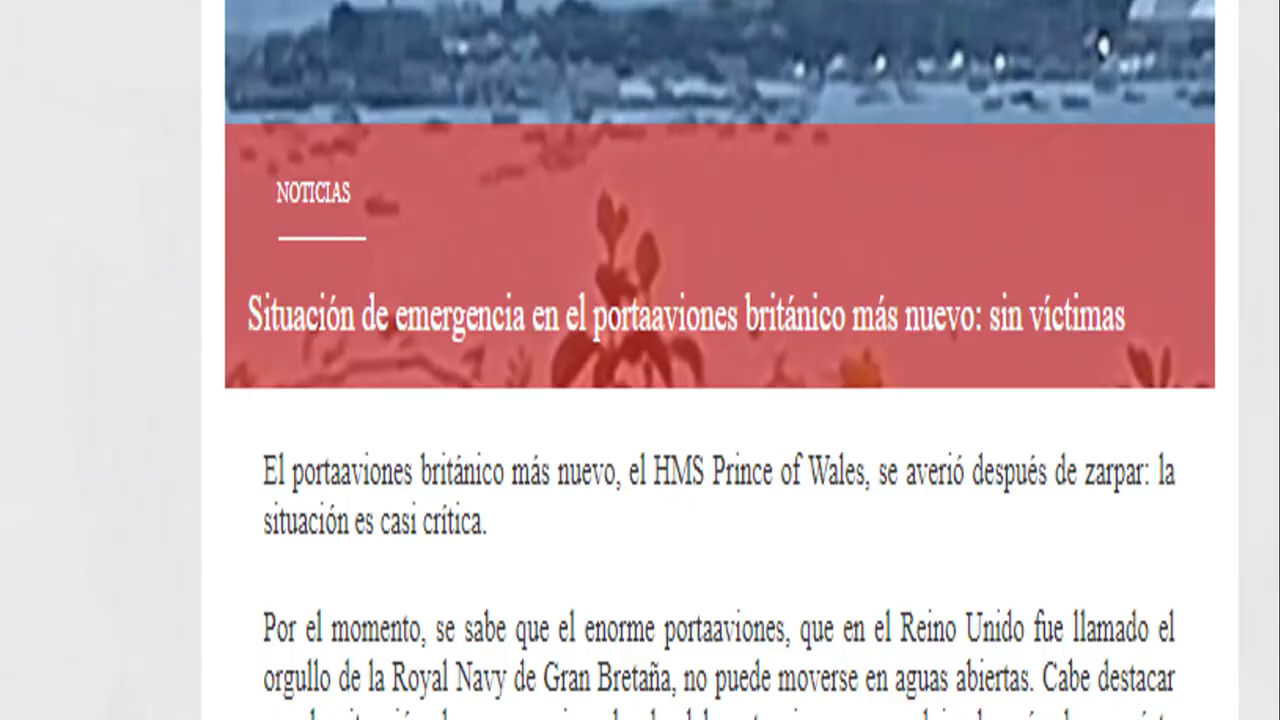 NOTICIAS
Situación de emergencia en el portaaviones británico más nuevo: sin víctimas
El portaaviones británico más nuevo, el HMS Prince of Wales, se averió después de zarpar: la
situación es casi crítica.
Por el momento, se sabe que el enorme portaaviones, que en el Reino Unido fue llamado el
orgullo de la Royal Navy de Gran Bretaña, no puede moverse en aguas abiertas. Cabe destacar